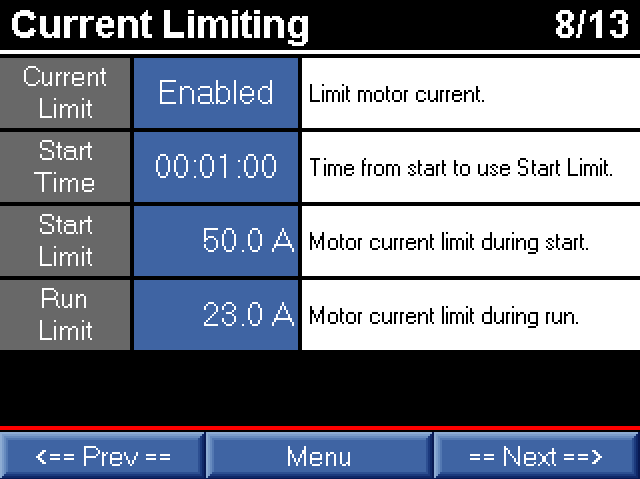 Current Limiting 8/13
Current
Limit
Enabled
Limit motor current.
Start
Time
00:01:00
Time from start to use Start Limit.
Start
Limit
50.0 A
Motor current limit during start.
Run
Limit
23.0 A
Motor current limit during run.
<== Prev ==
Menu
== Next ==>